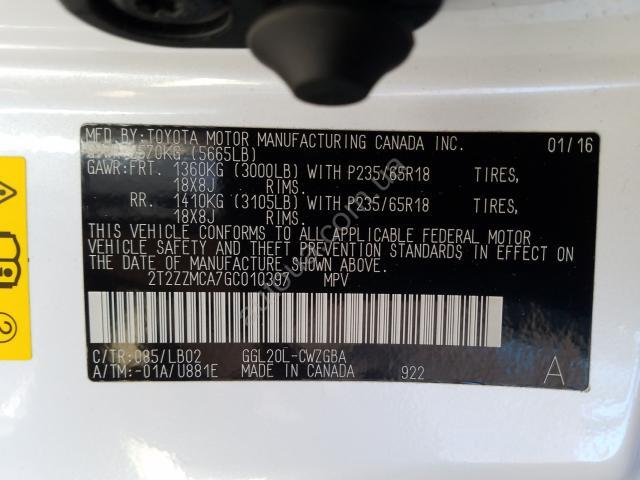 MFD.BY:TOYOTA MOTOR MANUFACTURING CANADA INC. 01/16
2570KG (5665LB)
GAWR:FRT. 1360KG (3000LB) WITH P235/65R18 TIRES,
18X8J RIMS.
RR. 1410KG (3105LB) WITH P235/65R18 TIRES,
18X8J RIMS.
THIS VEHICLE CONFORMS TO ALL APPLICABLE FEDERAL MOTOR
VEHICLE SAFETY AND THEFT PREVENTION STANDARDS IN EFFECT ON
THE DATE OF MANUFACTURE SHOWN ABOVE.
2T2ZZMCA7GC010397 MPV
C/TR:085/LB02 GGL20L-CWZGBA
A/TM:-01A/U881E MADE IN CANADA 922 A
2